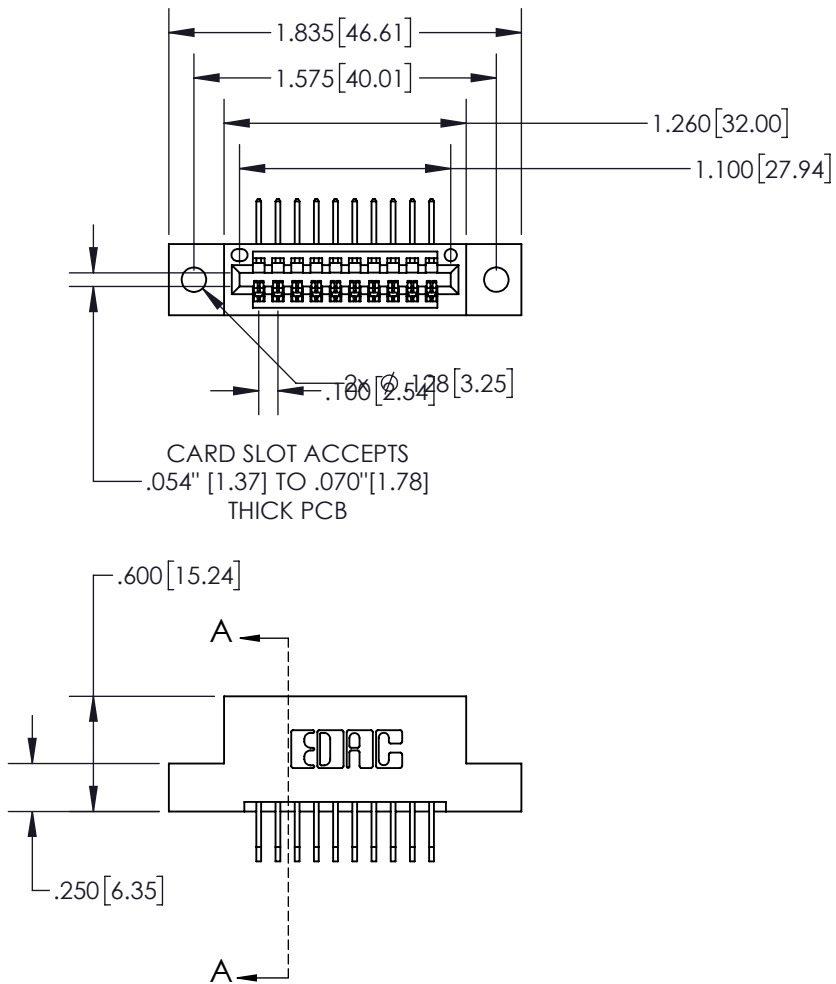 1.835[46.61]
1.575[40.01]
1.260[32.00]
1.100[27.94]
2x Ø .128[3.25]
.100[2.54]
CARD SLOT ACCEPTS
.054" [1.37] TO .070"[1.78]
THICK PCB
.600[15.24]
A
EDAC
.250[6.35]
A